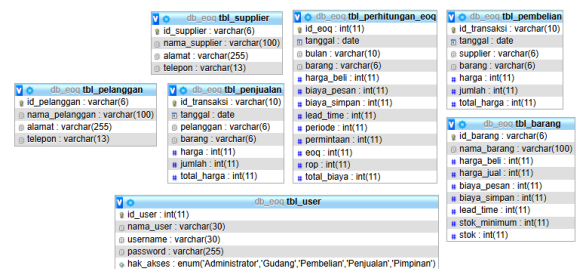 db_eoq tbl_supplier
id_supplier : varchar(6)
nama_supplier : varchar(100)
alamat : varchar(255)
telepon : varchar(13)
db_eoq tbl_perhitungan_eoq
id_eoq : int(11)
tanggal : date
bulan : varchar(10)
barang : varchar(6)
harga_beli : int(11)
biaya_pesan : int(11)
biaya_simpan : int(11)
lead_time : int(11)
periode : int(11)
permintaan : int(11)
eoq : int(11)
rop : int(11)
total_biaya : int(11)
db_eoq tbl_pembelian
id_transaksi : varchar(10)
tanggal : date
supplier : varchar(6)
barang : varchar(6)
harga : int(11)
jumlah : int(11)
total_harga : int(11)
db_eoq tbl_pelanggan
id_pelanggan : varchar(6)
nama_pelanggan : varchar(100)
alamat : varchar(255)
telepon : varchar(13)
db_eoq tbl_penjualan
id_transaksi : varchar(10)
tanggal : date
pelanggan : varchar(6)
barang : varchar(6)
harga : int(11)
jumlah : int(11)
total_harga : int(11)
db_eoq tbl_barang
id_barang : varchar(6)
nama_barang : varchar(100)
harga_beli : int(11)
harga_jual : int(11)
biaya_pesan : int(11)
biaya_simpan : int(11)
lead_time : int(11)
stok_minimum : int(11)
stok : int(11)
db_eoq tbl_user
id_user : int(11)
nama_user : varchar(30)
username : varchar(30)
password : varchar(255)
hak_akses : enum('Administrator','Gudang','Pembelian','Penjualan','Pimpinan')